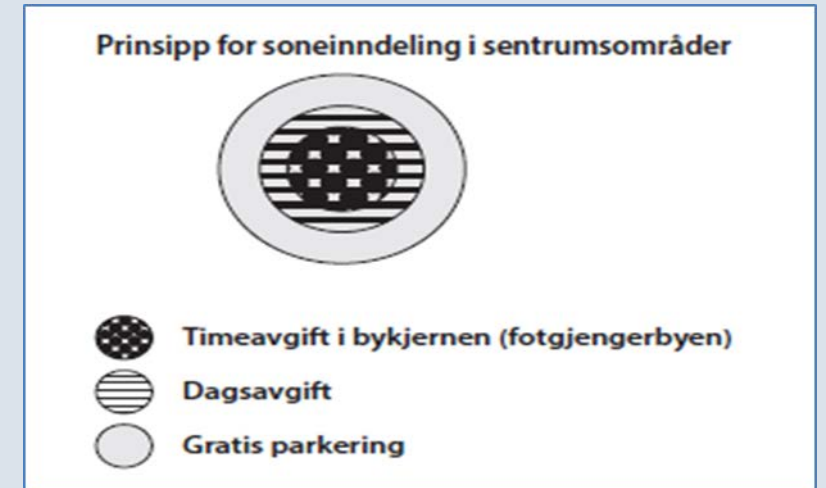 Prinsipp for soneinndeling i sentrumsområder
Timeavgift i bykjernen (fotgjengerbyen)
Dagsavgift
Gratis parkering